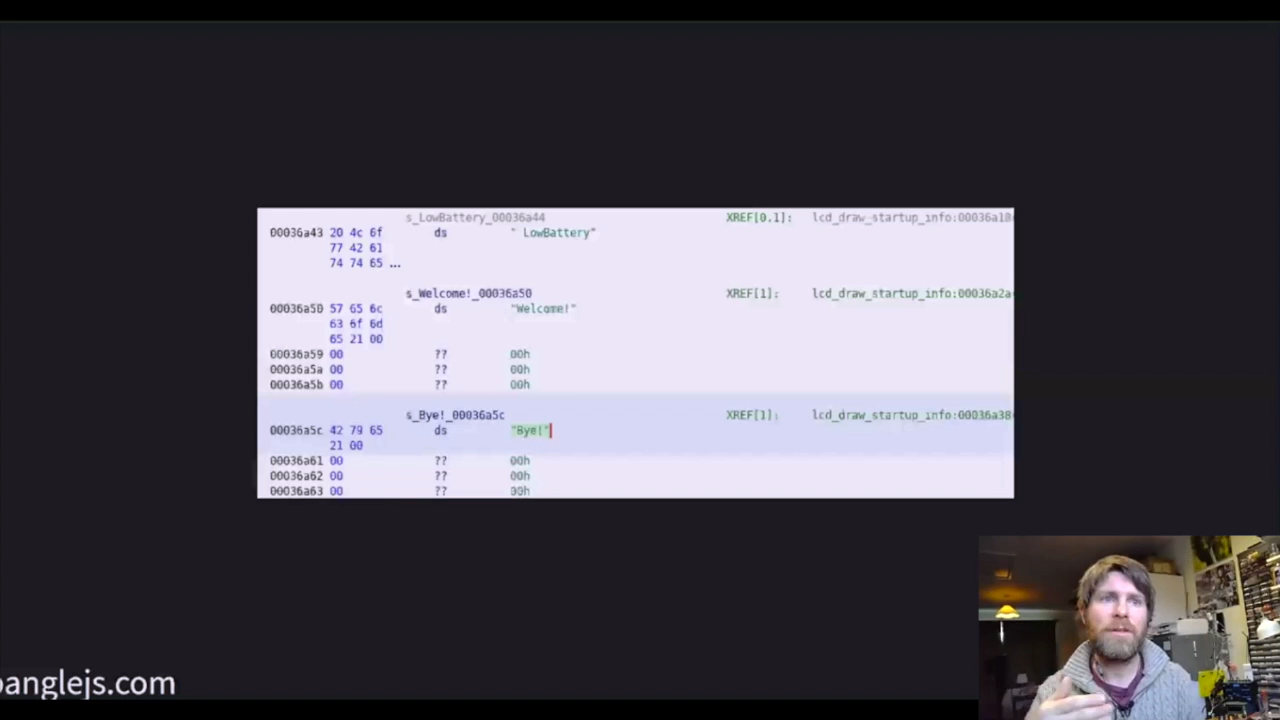 s_LowBattery_00036a44 XREF[0,1]: lcd_draw_startup_info:00036a18
00036a43 20 4c 6f ds " LowBattery"
77 42 61
74 74 65 ...
s_Welcome!_00036a50 XREF[1]: lcd_draw_startup_info:00036a2a
00036a50 57 65 6c ds "Welcome!"
63 6f 6d
65 21 00
00036a59 00 ?? 00h
00036a5a 00 ?? 00h
00036a5b 00 ?? 00h
s_Bye!_00036a5c XREF[1]: lcd_draw_startup_info:00036a38
00036a5c 42 79 65 ds "Bye!"
21 00
00036a61 00 ?? 00h
00036a62 00 ?? 00h
00036a63 00 ?? 00h
banglejs.com